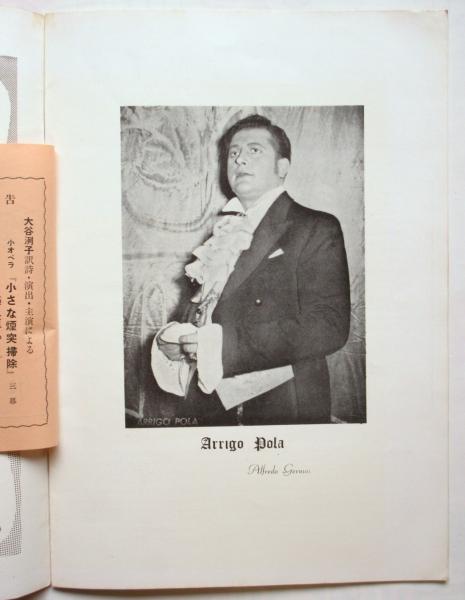 告
大谷洌子訳詩・演出・主演による
小オペラ『小さな煙突掃除』三幕
ARRIGO POLA
Arrigo Pola
Alfredo Germon